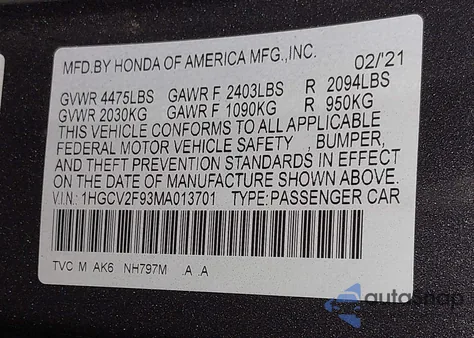 MFD.BY HONDA OF AMERICA MFG.,INC. 02/'21
GVWR 4475LBS GAWR F 2403LBS R 2094LBS
GVWR 2030KG GAWR F 1090KG R 950KG
THIS VEHICLE CONFORMS TO ALL APPLICABLE
FEDERAL MOTOR VEHICLE SAFETY , BUMPER,
AND THEFT PREVENTION STANDARDS IN EFFECT
ON THE DATE OF MANUFACTURE SHOWN ABOVE.
V.I.N.: 1HGCV2F93MA013701 TYPE:PASSENGER CAR
TVC M AK6 NH797M .A .A
autosnap